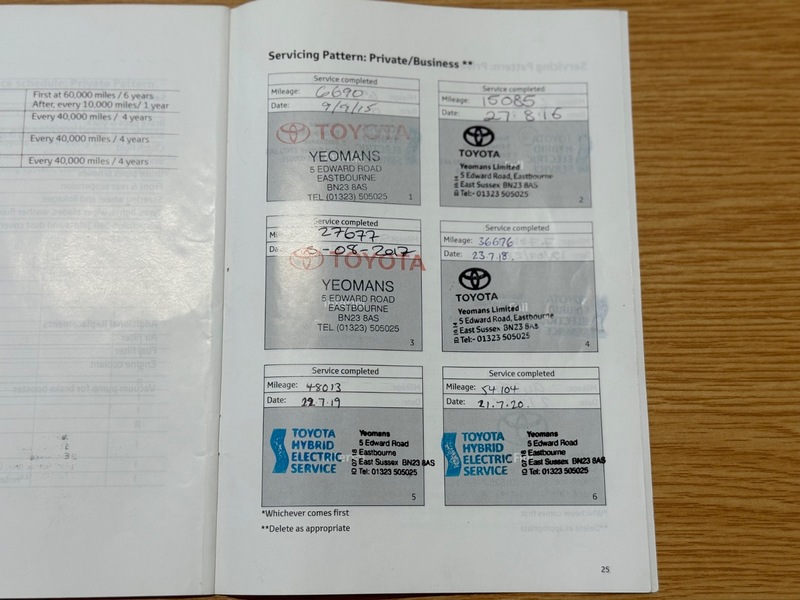 First at 60,000 miles / 6 years
After, every 10,000 miles/ 1 year
Every 40,000 miles / 4 years
Every 40,000 miles / 4 years
Every 40,000 miles / 4 years
Servicing Pattern: Private/Business **
Service completed
Mileage: 6690
Date: 9/9/15
TOYOTA
YEOMANS
5 EDWARD ROAD
EASTBOURNE
BN23 8AS
TEL (01323) 505025
1
Service completed
Mileage: 15085
Date: 27.8.16
TOYOTA
Yeomans Limited
5 Edward Road, Eastbourne
East Sussex BN23 8AS
Tel:- 01323 505025
2
Service completed
27677
-08-2017
TOYOTA
YEOMANS
5 EDWARD ROAD
EASTBOURNE
BN23 8AS
TEL (01323) 505025
3
Service completed
Mileage: 36676
Date: 23.7.18.
TOYOTA
Yeomans Limited
5 Edward Road, Eastbourne
East Sussex BN23 8AS
Tel:- 01323 505025
4
Service completed
Mileage: 48013
Date: 22.7.19
TOYOTA
HYBRID
ELECTRIC
SERVICE
Yeomans
5 Edward Road
Eastbourne
East Sussex BN23 8AS
Tel: 01323 505025
5
Service completed
Mileage: 54104
Date: 21.7.20.
TOYOTA
HYBRID
ELECTRIC
SERVICE
Yeomans
5 Edward Road
Eastbourne
East Sussex BN23 8AS
Tel: 01323 505025
6
*Whichever comes first
**Delete as appropriate
25